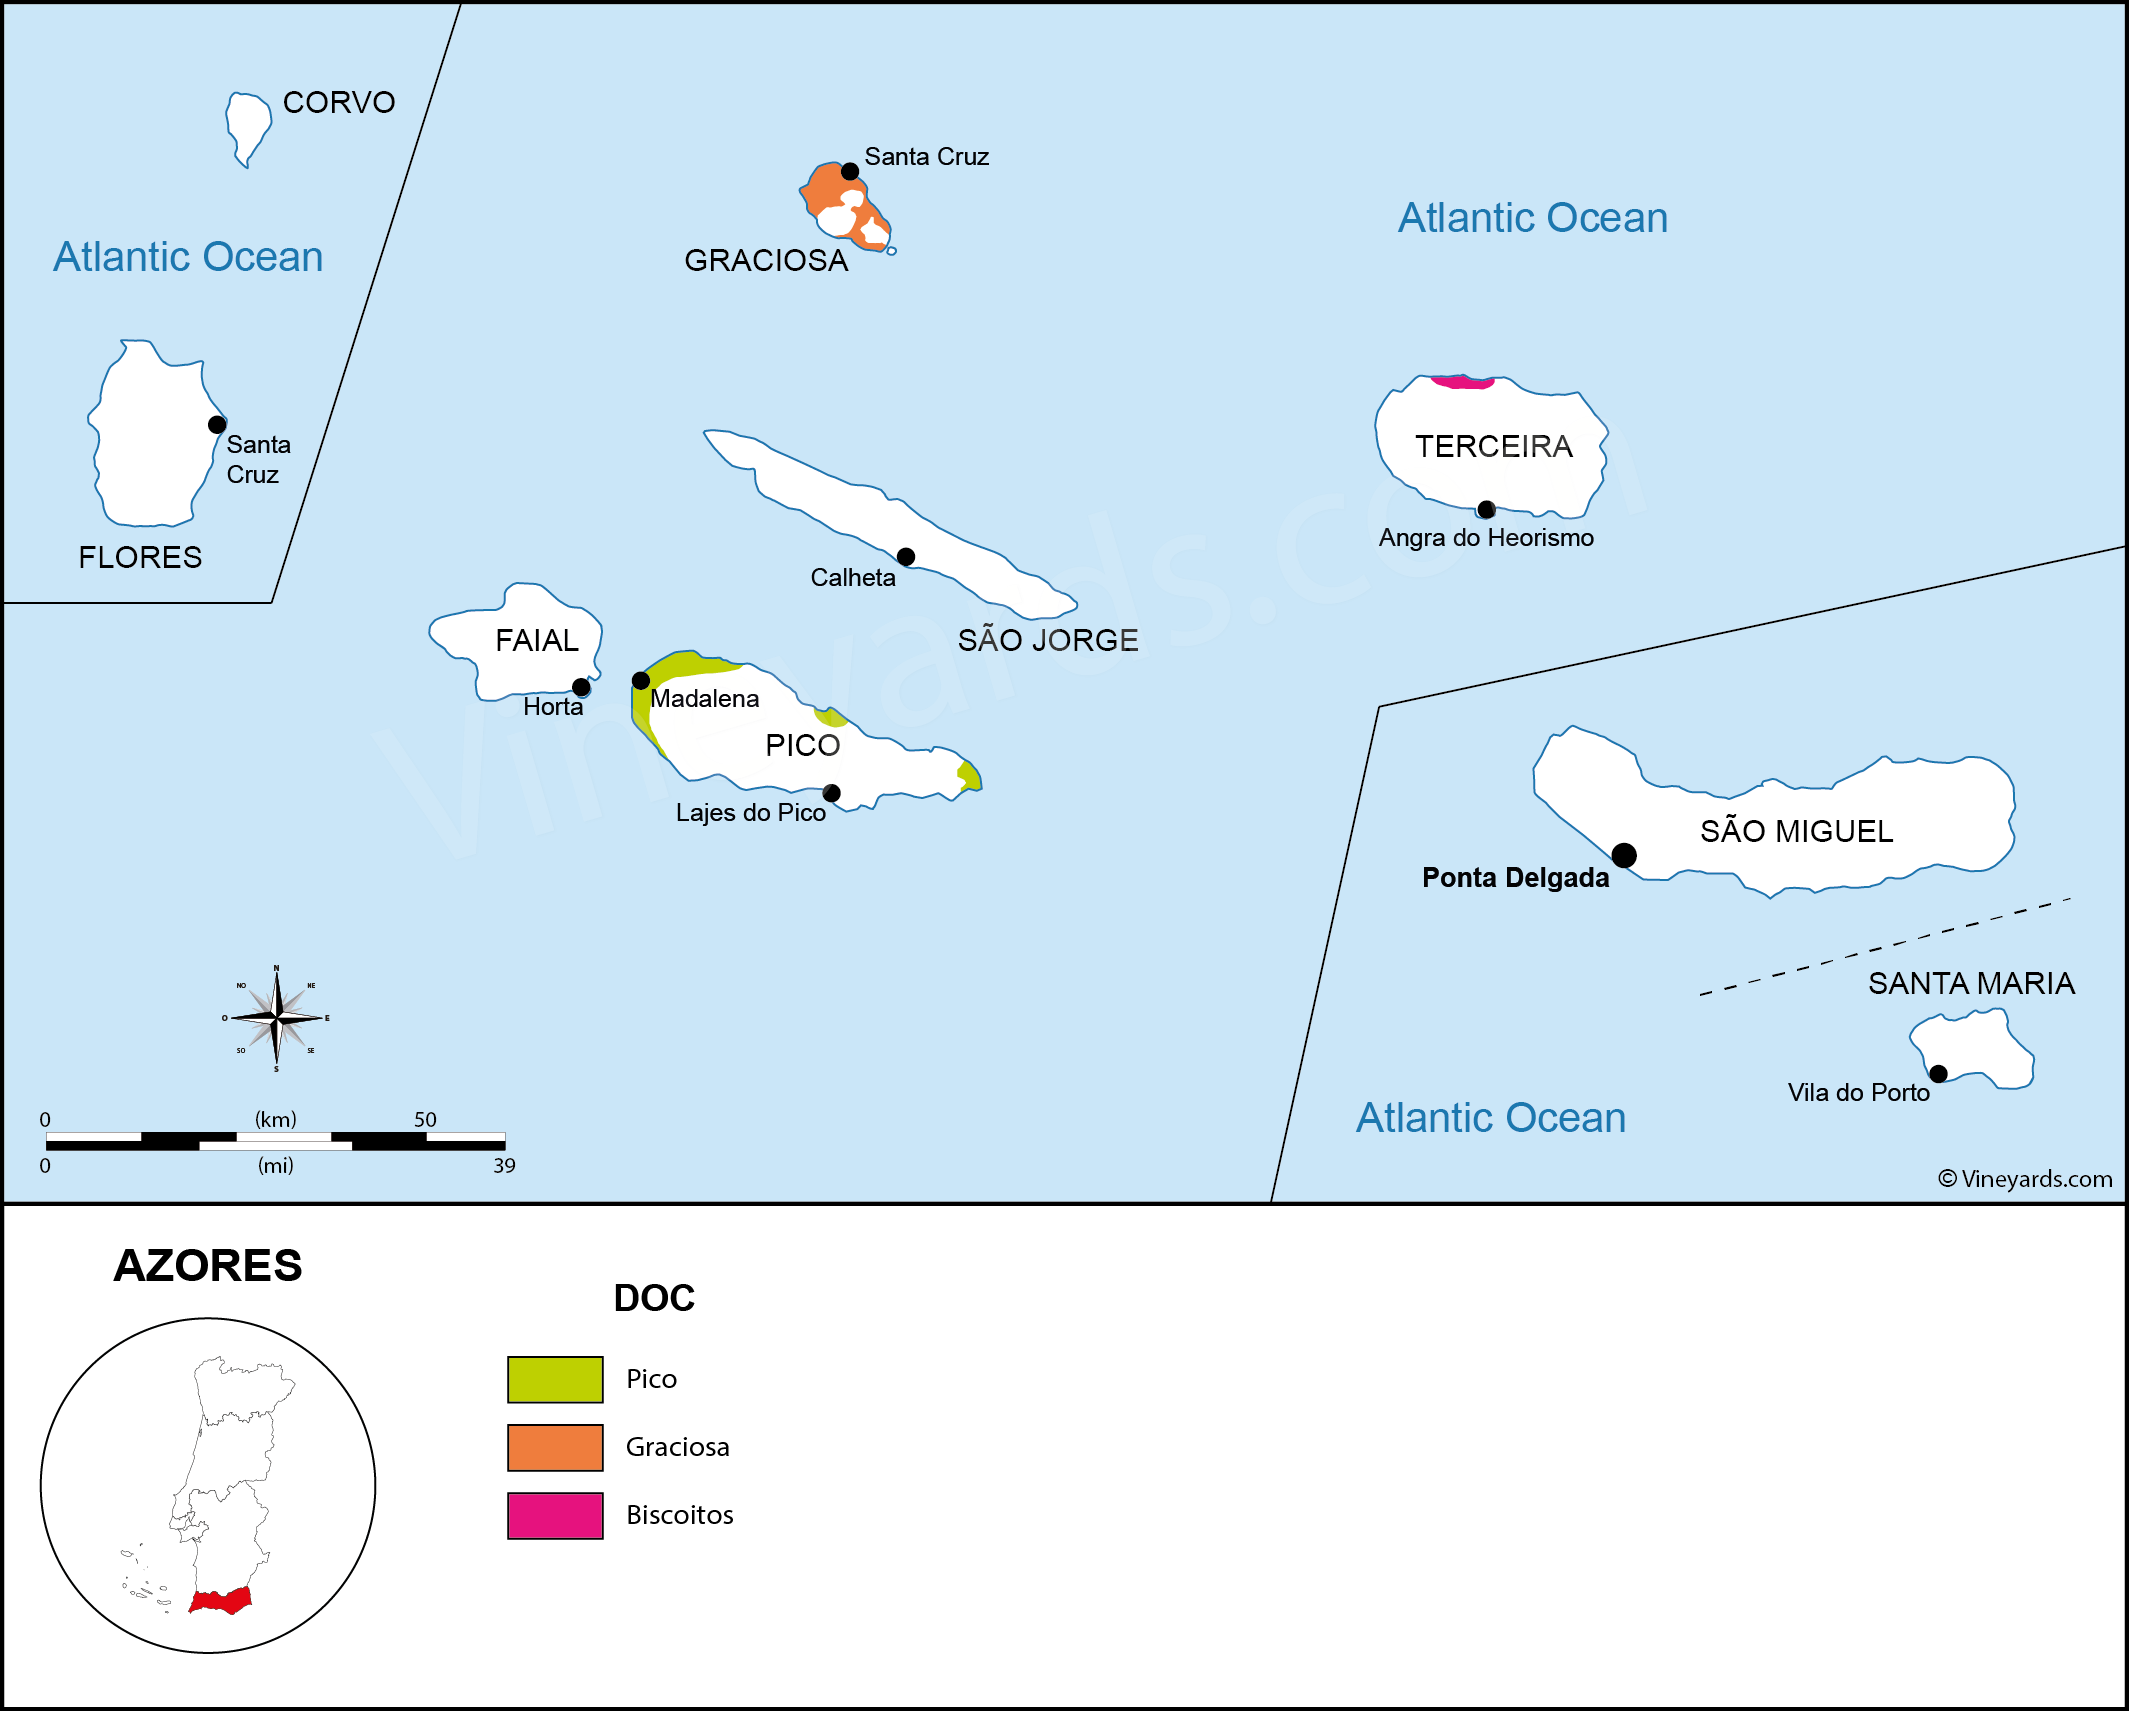 CORVO
Santa Cruz
Atlantic Ocean
Atlantic Ocean
GRACIOSA
Santa
Cruz
TERCEIRA
Angra do Heorismo
FLORES
Calheta
SÃO JORGE
FAIAL
Horta
Madalena
PICO
Lajes do Pico
SÃO MIGUEL
Ponta Delgada
SANTA MARIA
Vila do Porto
Atlantic Ocean
Vineyards.com
N
NO
NE
O
E
SO
SE
S
0 (km) 50
0 (mi) 39
© Vineyards.com
AZORES
DOC
Pico
Graciosa
Biscoitos